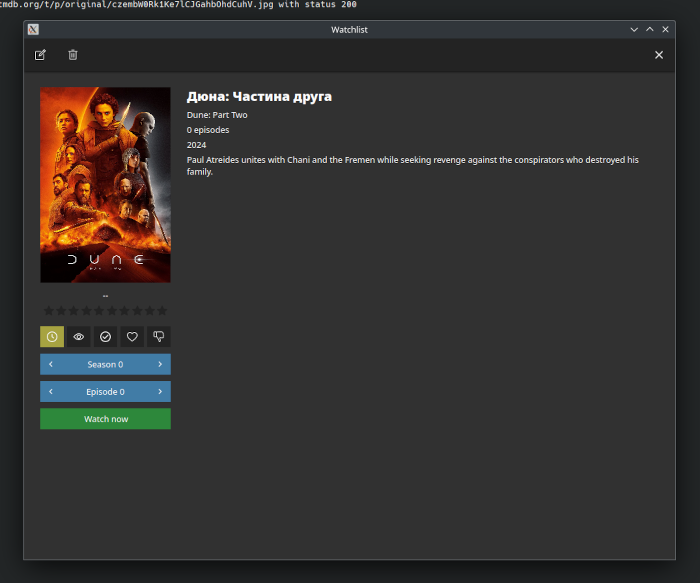 tmdb.org/t/p/original/czembW0Rk1Ke7lCJGahbOhdCuhV.jpg with status 200
Watchlist
Дюна: Частина друга
Dune: Part Two
0 episodes
2024
Paul Atreides unites with Chani and the Fremen while seeking revenge against the conspirators who destroyed his
family.
DUNE
--
Season 0
Episode 0
Watch now